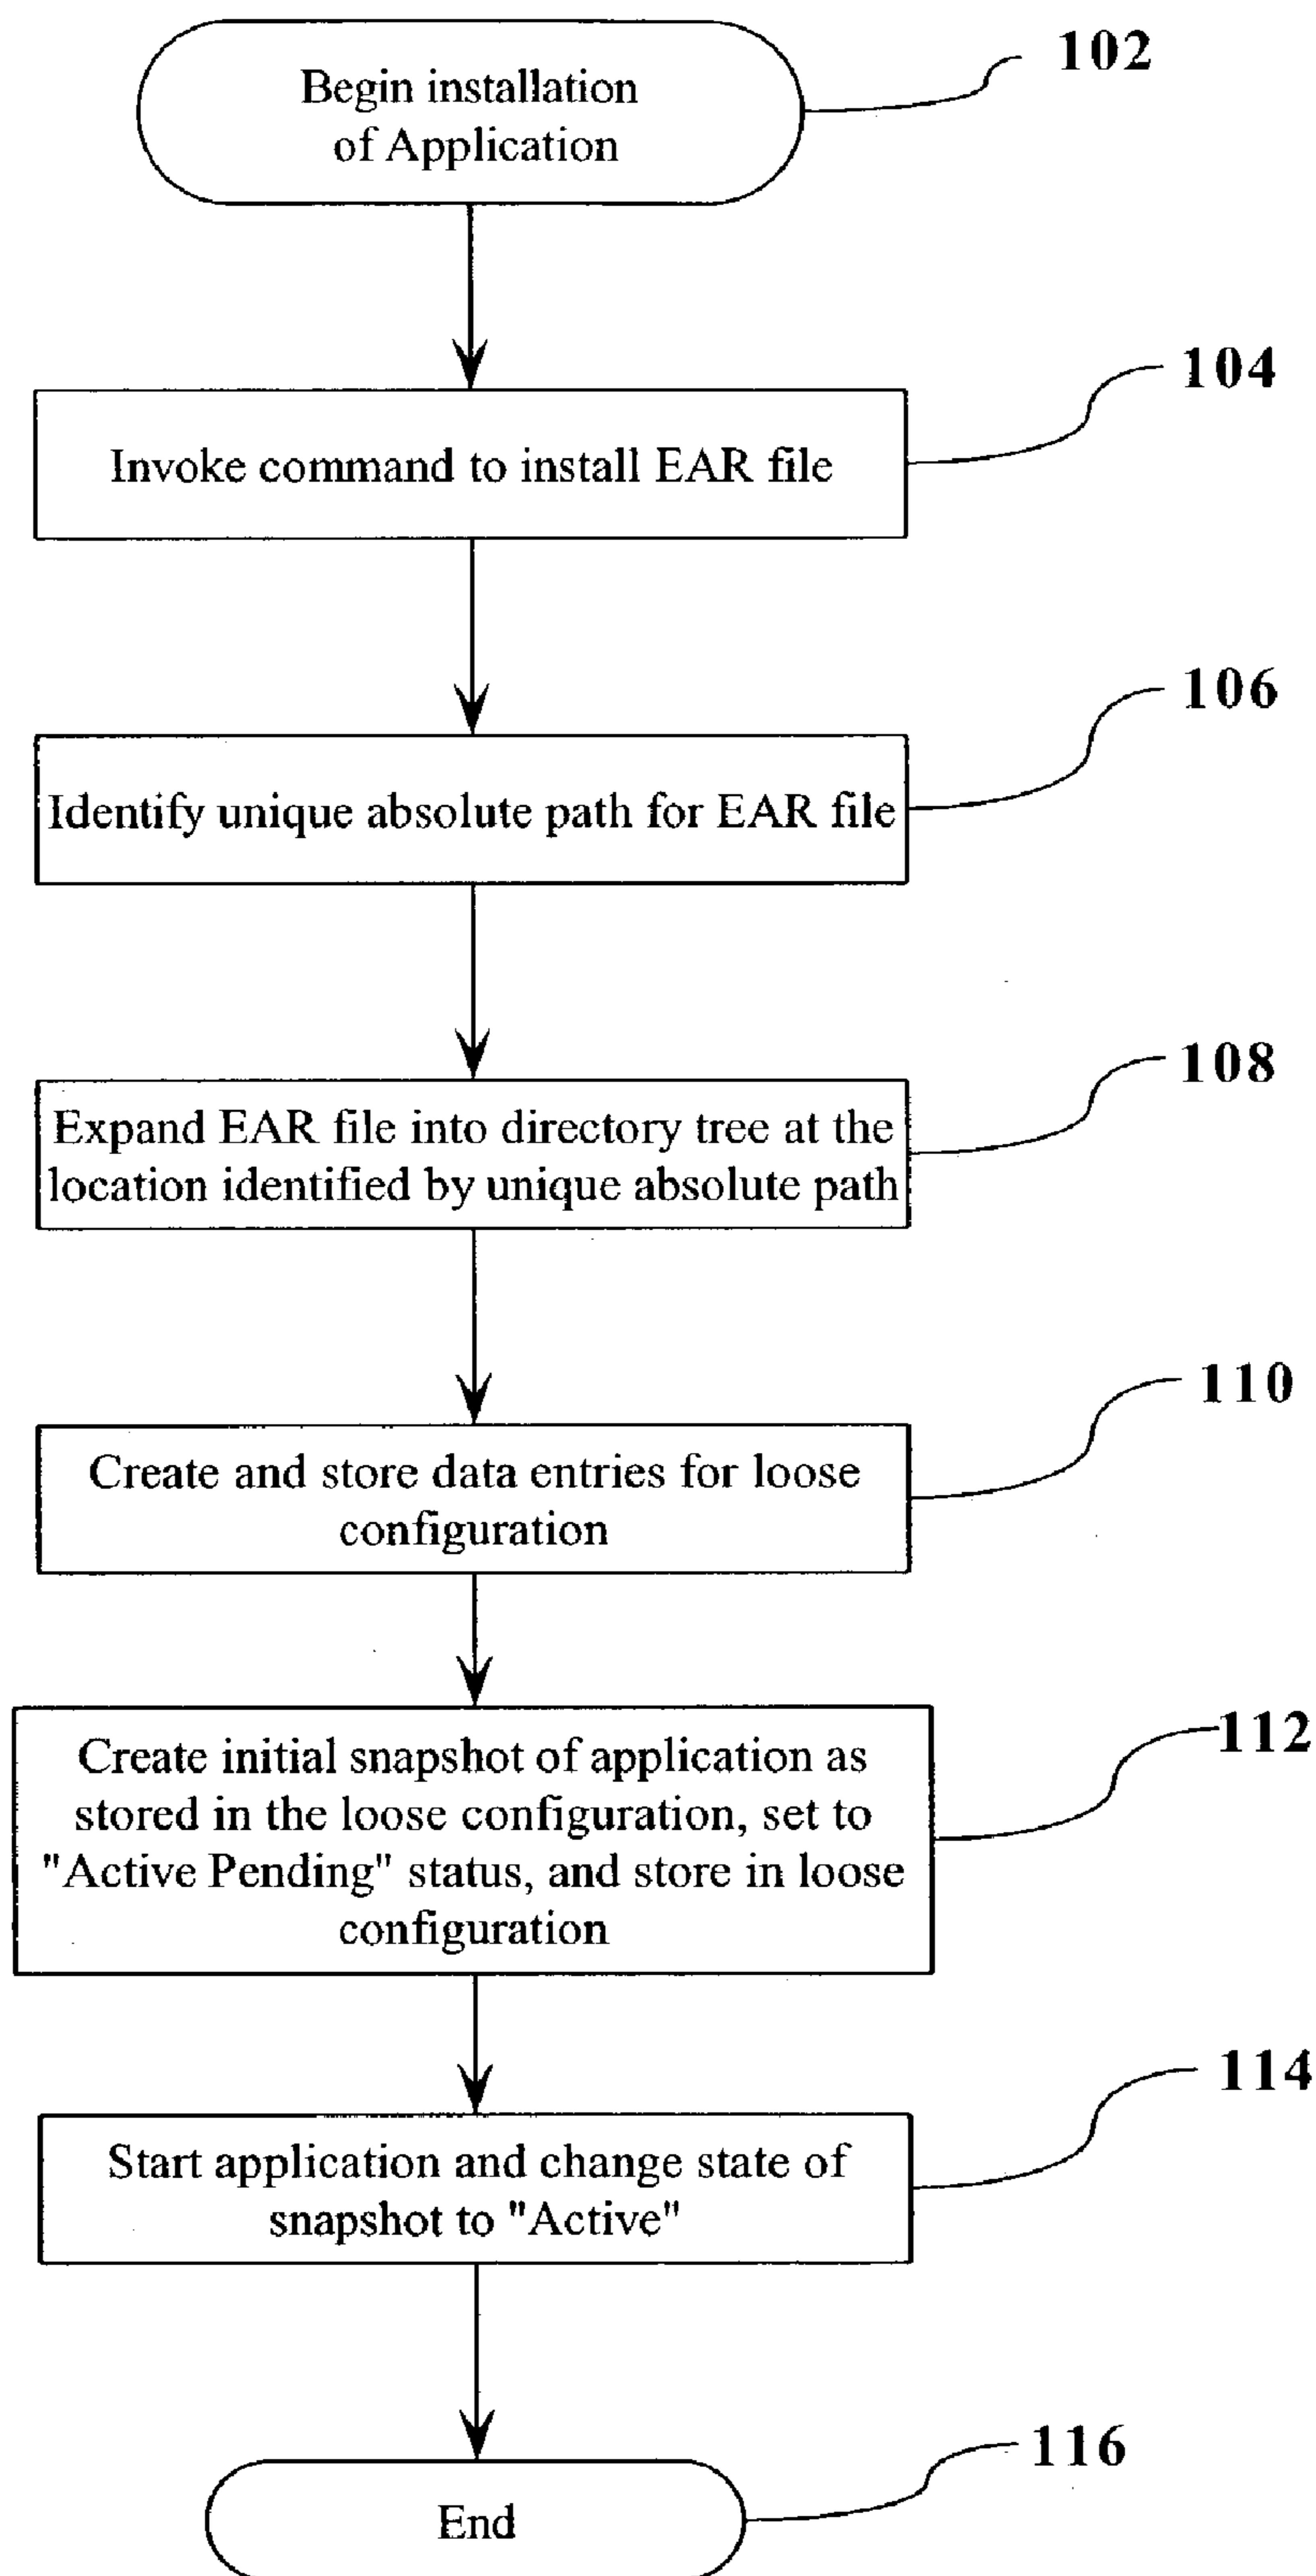 Begin installation
of Application
102
Invoke command to install EAR file
104
Identify unique absolute path for EAR file
106
Expand EAR file into directory tree at the
location identified by unique absolute path
108
Create and store data entries for loose
configuration
110
Create initial snapshot of application as
stored in the loose configuration, set to
"Active Pending" status, and store in loose
configuration
112
Start application and change state of
snapshot to "Active"
114
End
116